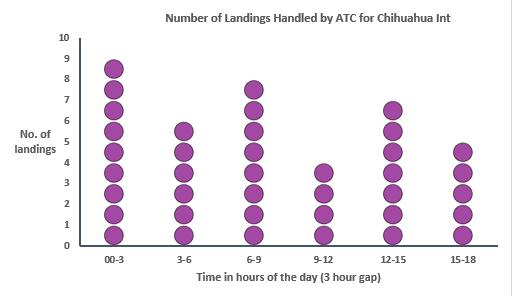 Number of Landings Handled by ATC for Chihuahua Int
10
9
8
7
6
5
4
3
2
1
0
No. of
landings
00-3 3-6 6-9 9-12 12-15 15-18
Time in hours of the day (3 hour gap)